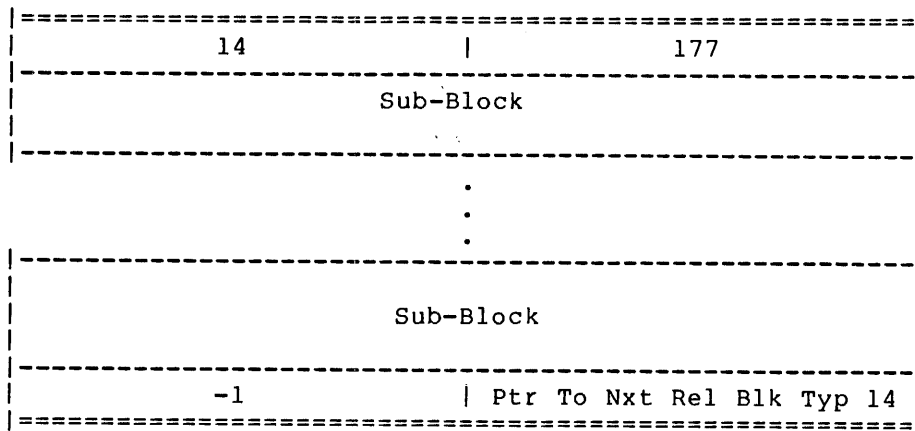 14 | 177
Sub-Block
.
.
.
Sub-Block
-1 | Ptr To Nxt Rel Blk Typ 14